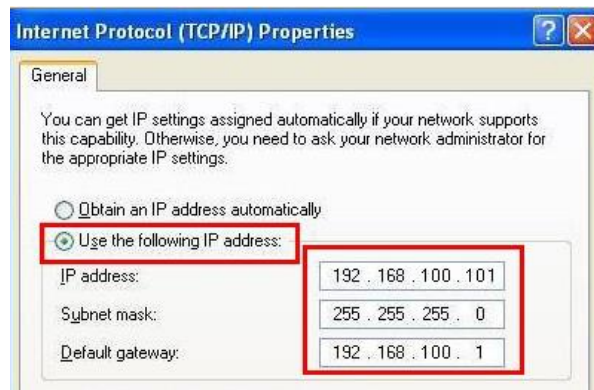 Internet Protocol (TCP/IP) Properties
General
You can get IP settings assigned automatically if your network supports
this capability. Otherwise, you need to ask your network administrator for
the appropriate IP settings.
Obtain an IP address automatically
Use the following IP address:
IP address: 192 . 168 . 100 . 101
Subnet mask: 255 . 255 . 255 . 0
Default gateway: 192 . 168 . 100 . 1